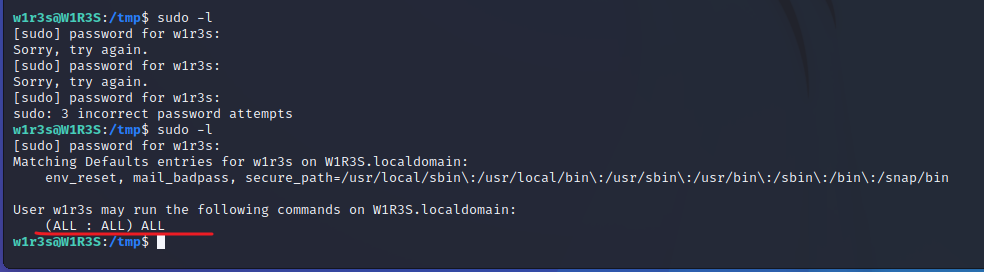 w1r3s@W1R3S:/tmp$ sudo -l
[sudo] password for w1r3s:
Sorry, try again.
[sudo] password for w1r3s:
Sorry, try again.
[sudo] password for w1r3s:
sudo: 3 incorrect password attempts
w1r3s@W1R3S:/tmp$ sudo -l
[sudo] password for w1r3s:
Matching Defaults entries for w1r3s on W1R3S.localdomain:
    env_reset, mail_badpass, secure_path=/usr/local/sbin\:/usr/local/bin\:/usr/sbin\:/usr/bin\:/sbin\:/bin\:/snap/bin

User w1r3s may run the following commands on W1R3S.localdomain:
    (ALL : ALL) ALL
w1r3s@W1R3S:/tmp$